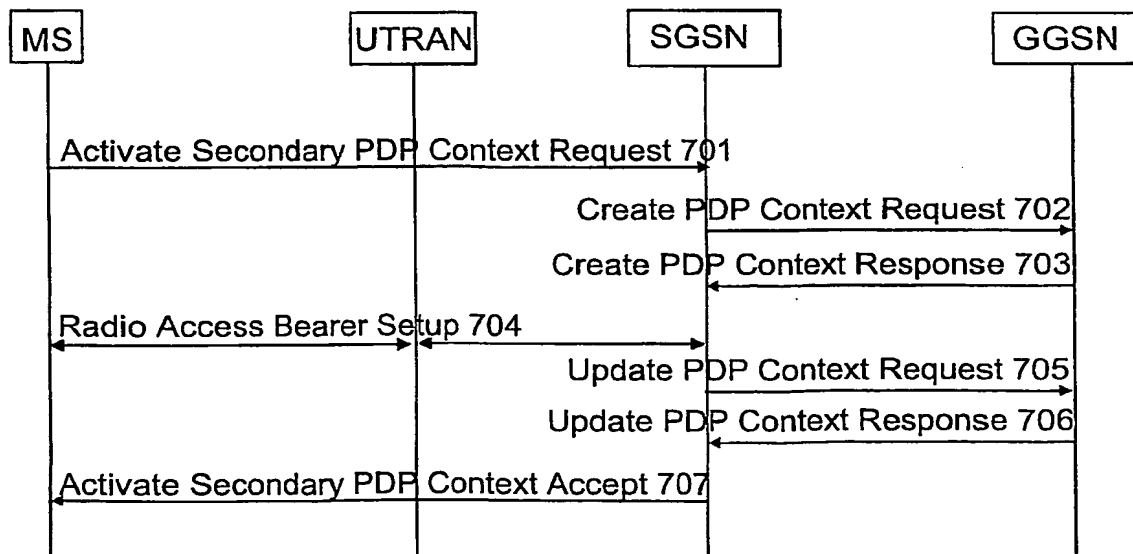 MS UTRAN SGSN GGSN
Activate Secondary PDP Context Request 701
Create PDP Context Request 702
Create PDP Context Response 703
Radio Access Bearer Setup 704
Update PDP Context Request 705
Update PDP Context Response 706
Activate Secondary PDP Context Accept 707